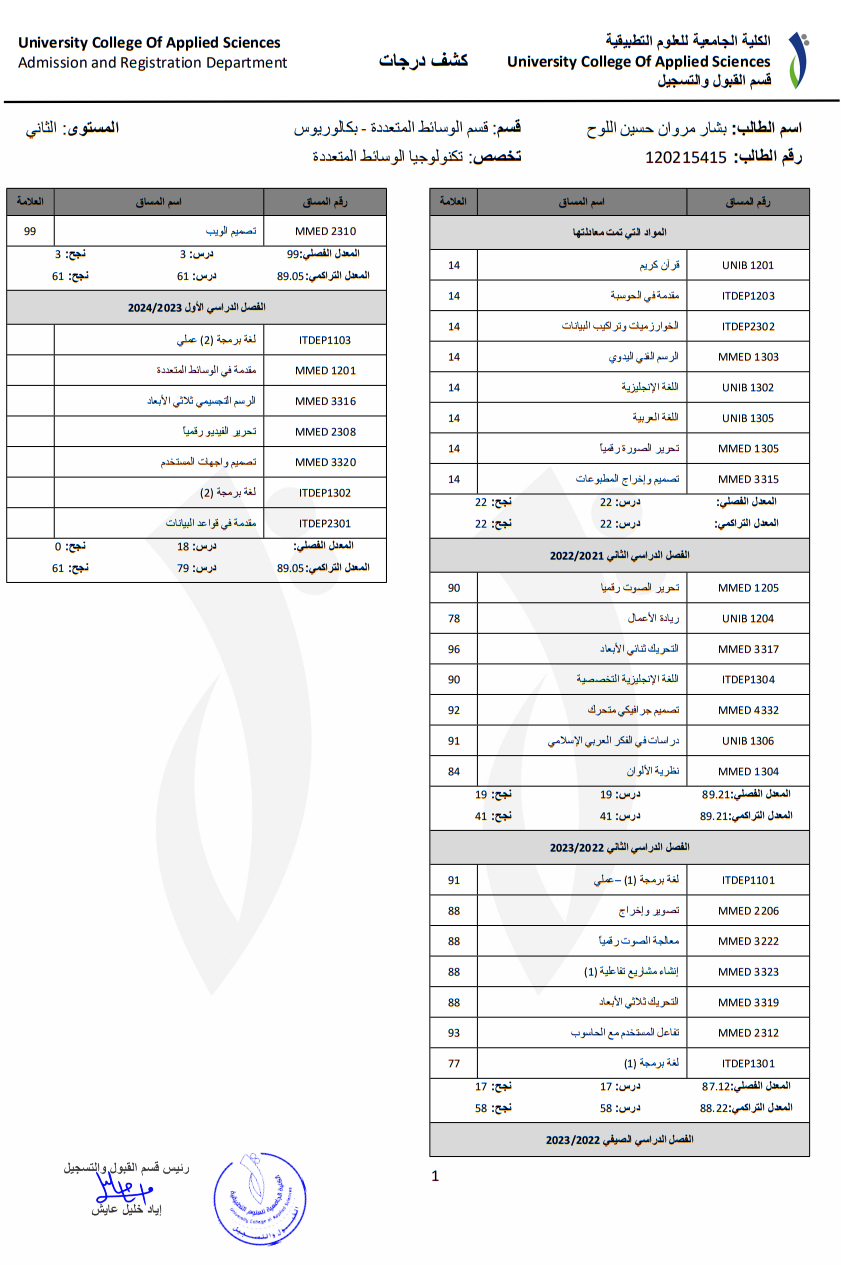 University College Of Applied Sciences
Admission and Registration Department
كشف درجات
الكلية الجامعية للعلوم التطبيقية
University College Of Applied Sciences
قسم القبول والتسجيل
اسم الطالب: بشار مروان حسين اللوح
قسم: قسم الوسائط المتعددة - بكالوريوس
المستوى: الثاني
رقم الطالب: 120215415
تخصص: تكنولوجيا الوسائط المتعددة
رقم المساق اسم المساق العلامة
المواد التي تمت معادلتها
UNIB 1201 قرآن كريم 14
ITDEP1203 مقدمة في الحوسبة 14
ITDEP2302 الخوارزميات وتراكيب البيانات 14
MMED 1303 الرسم الفني اليدوي 14
UNIB 1302 اللغة الإنجليزية 14
UNIB 1305 اللغة العربية 14
MMED 1305 تحرير الصورة رقمياً 14
MMED 3315 تصميم وإخراج المطبوعات 14
المعدل الفصلي: درس: 22 نجح: 22
المعدل التراكمي: درس: 22 نجح: 22
الفصل الدراسي الثاني 2022/2021
MMED 1205 تحرير الصوت رقميا 90
UNIB 1204 ريادة الأعمال 78
MMED 3317 التحريك ثنائي الأبعاد 96
ITDEP1304 اللغة الإنجليزية التخصصية 90
MMED 4332 تصميم جرافيكي متحرك 92
UNIB 1306 دراسات في الفكر العربي الإسلامي 91
MMED 1304 نظرية الألوان 84
المعدل الفصلي:89.21 درس: 19 نجح: 19
المعدل التراكمي:89.21 درس: 41 نجح: 41
الفصل الدراسي الثاني 2023/2022
ITDEP1101 لغة برمجة (1) –عملي 91
MMED 2206 تصوير وإخراج 88
MMED 3222 معالجة الصوت رقمياً 88
MMED 3323 إنشاء مشاريع تفاعلية (1) 88
MMED 3319 التحريك ثلاثي الأبعاد 88
MMED 2312 تفاعل المستخدم مع الحاسوب 93
ITDEP1301 لغة برمجة (1) 77
المعدل الفصلي:87.12 درس: 17 نجح: 17
المعدل التراكمي:88.22 درس: 58 نجح: 58
الفصل الدراسي الصيفي 2023/2022
رقم المساق اسم المساق العلامة
MMED 2310 تصميم الويب 99
المعدل الفصلي:99 درس: 3 نجح: 3
المعدل التراكمي:89.05 درس: 61 نجح: 61
الفصل الدراسي الأول 2024/2023
ITDEP1103 لغة برمجة (2) عملي
MMED 1201 مقدمة في الوسائط المتعددة
MMED 3316 الرسم التجسيمي ثلاثي الأبعاد
MMED 2308 تحرير الفيديو رقمياً
MMED 3320 تصميم واجهات المستخدم
ITDEP1302 لغة برمجة (2)
ITDEP2301 مقدمة في قواعد البيانات
المعدل الفصلي: درس: 18 نجح: 0
المعدل التراكمي:89.05 درس: 79 نجح: 61
1
رئيس قسم القبول والتسجيل
إياد خليل عايش
الكلية الجامعية للعلوم التطبيقية
University College of Applied Sciences
القبول والتسجيل